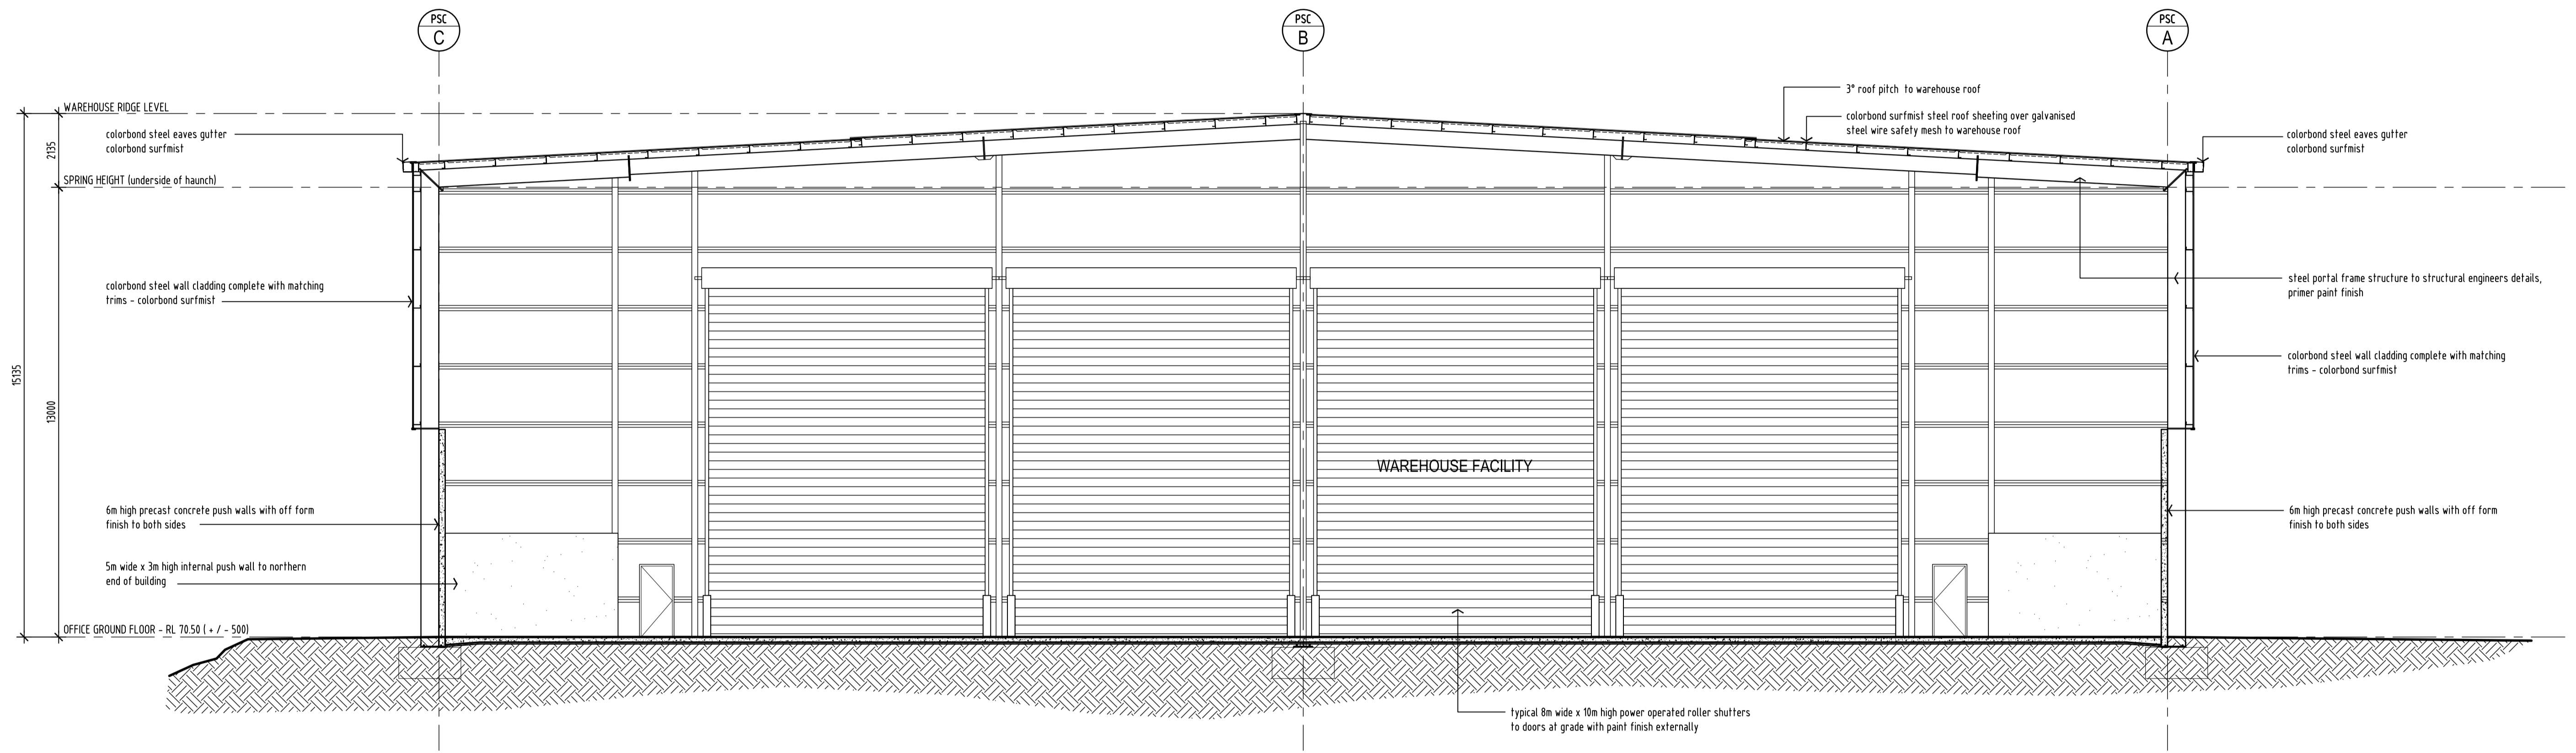 PSC
C
PSC
B
PSC
A
WAREHOUSE RIDGE LEVEL
3° roof pitch to warehouse roof
colorbond surfmist steel roof sheeting over galvanised
steel wire safety mesh to warehouse roof
colorbond steel eaves gutter
colorbond surfmist
colorbond steel eaves gutter
colorbond surfmist
2135
SPRING HEIGHT (underside of haunch)
colorbond steel wall cladding complete with matching
trims - colorbond surfmist
steel portal frame structure to structural engineers details,
primer paint finish
colorbond steel wall cladding complete with matching
trims - colorbond surfmist
15135
13000
WAREHOUSE FACILITY
6m high precast concrete push walls with off form
finish to both sides
6m high precast concrete push walls with off form
finish to both sides
5m wide x 3m high internal push wall to northern
end of building
OFFICE GROUND FLOOR - RL 70.50 ( + / - 500)
typical 8m wide x 10m high power operated roller shutters
to doors at grade with paint finish externally